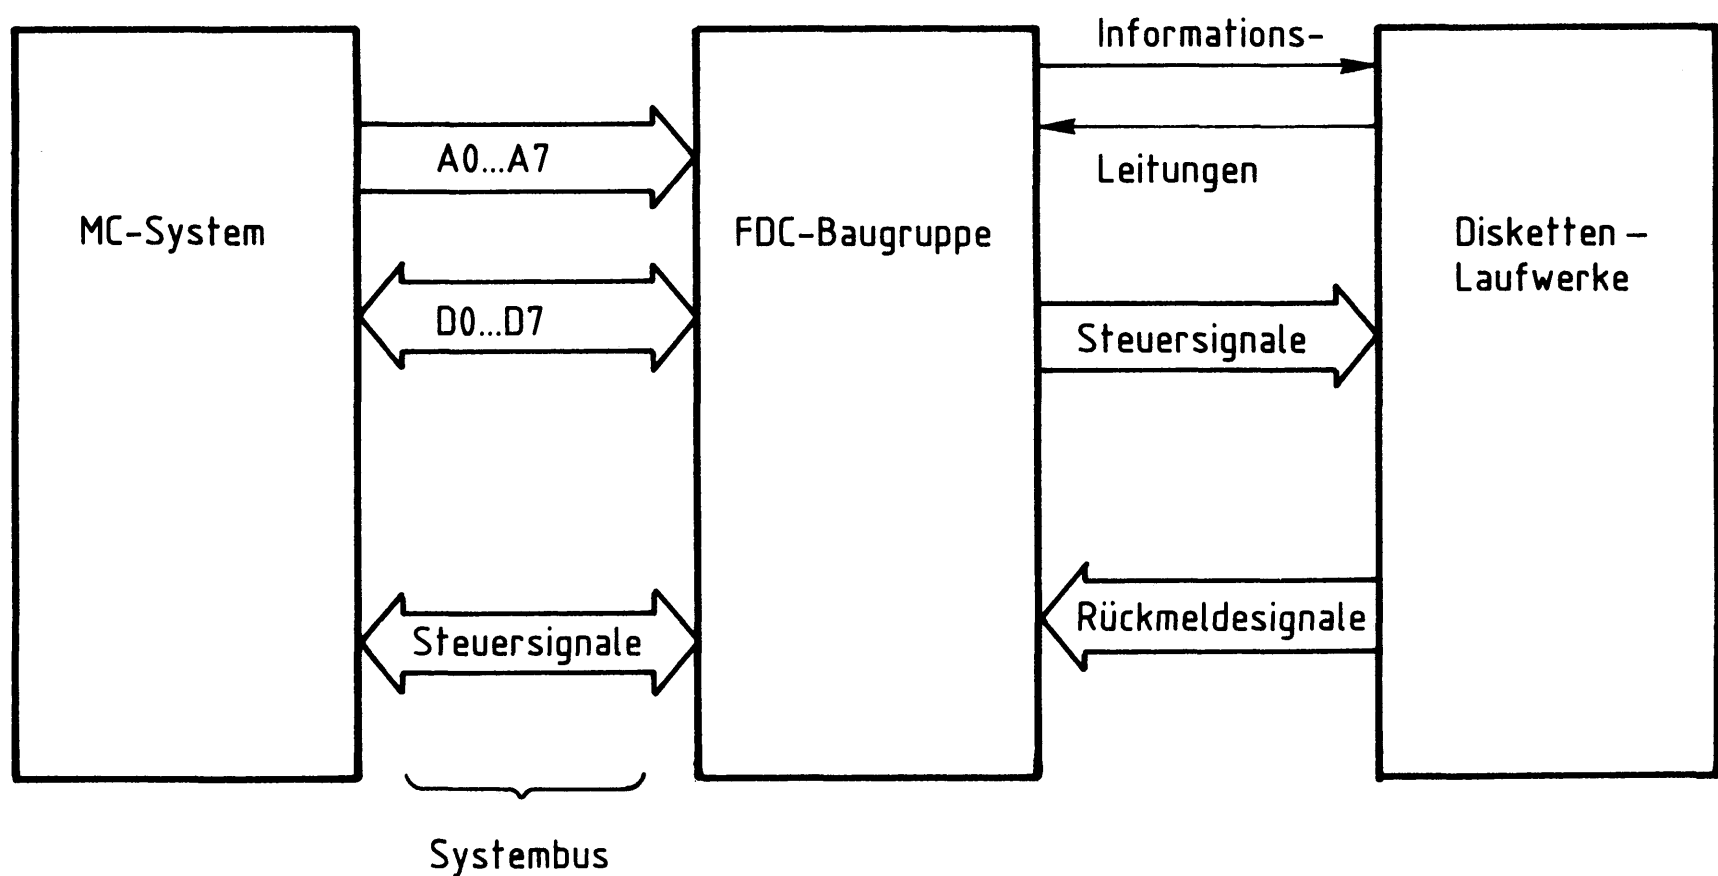 Informations-
Leitungen
A0...A7
MC-System
FDC-Baugruppe
Disketten-
Laufwerke
D0...D7
Steuersignale
Rückmeldesignale
Steuersignale
Systembus